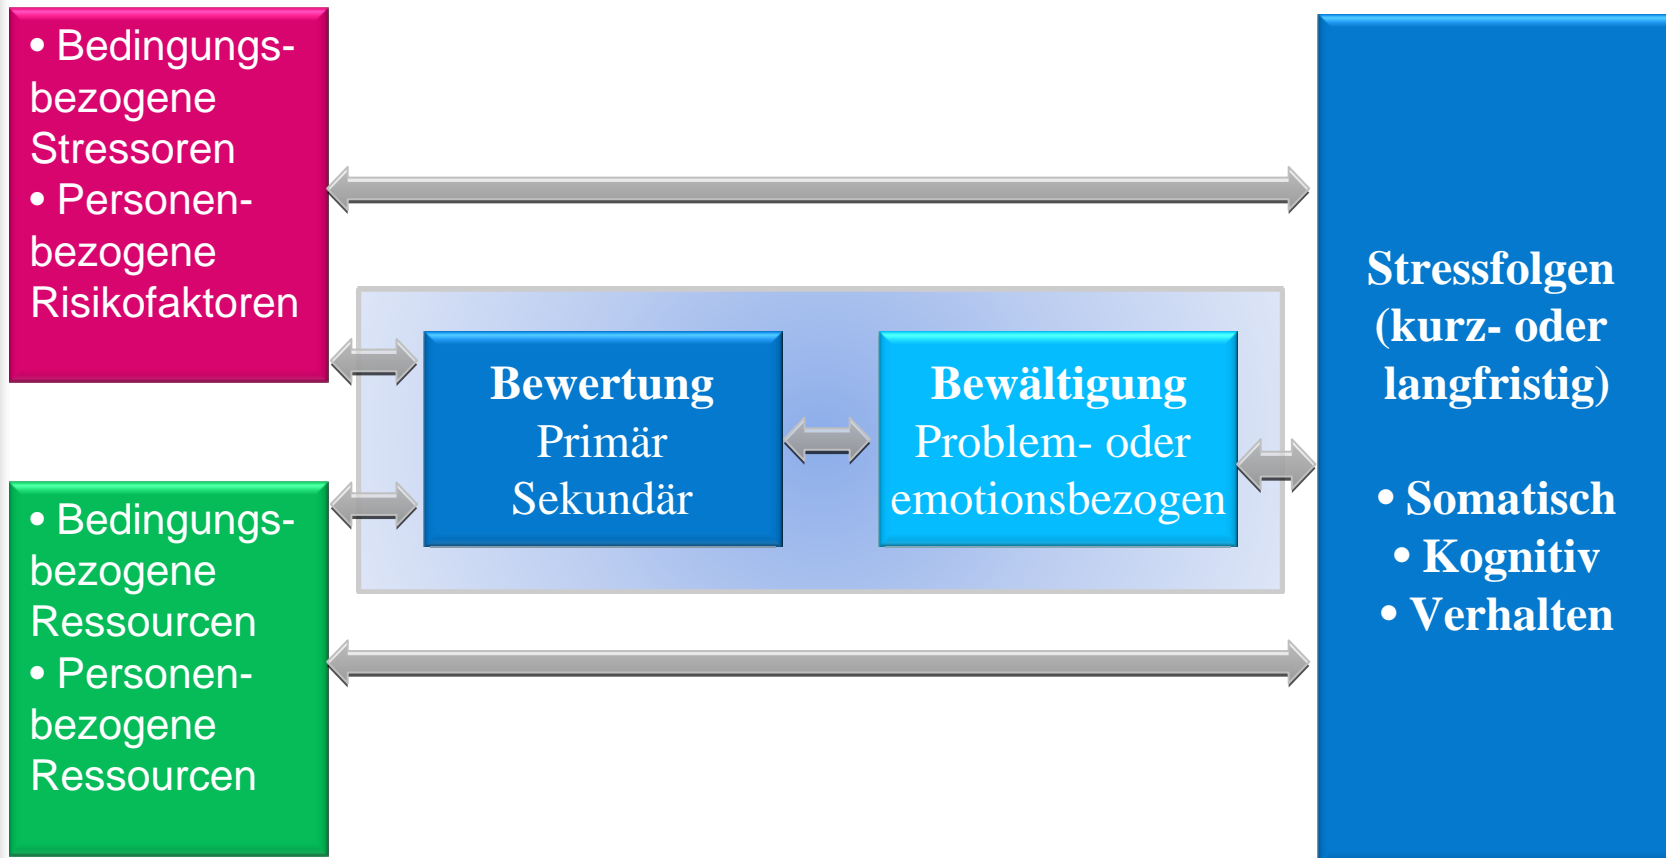 • Bedingungs-
bezogene
Stressoren
• Personen-
bezogene
Risikofaktoren
• Bedingungs-
bezogene
Ressourcen
• Personen-
bezogene
Ressourcen
Bewertung
Primär
Sekundär
Bewältigung
Problem- oder
emotionsbezogen
Stressfolgen
(kurz- oder
langfristig)
• Somatisch
• Kognitiv
• Verhalten